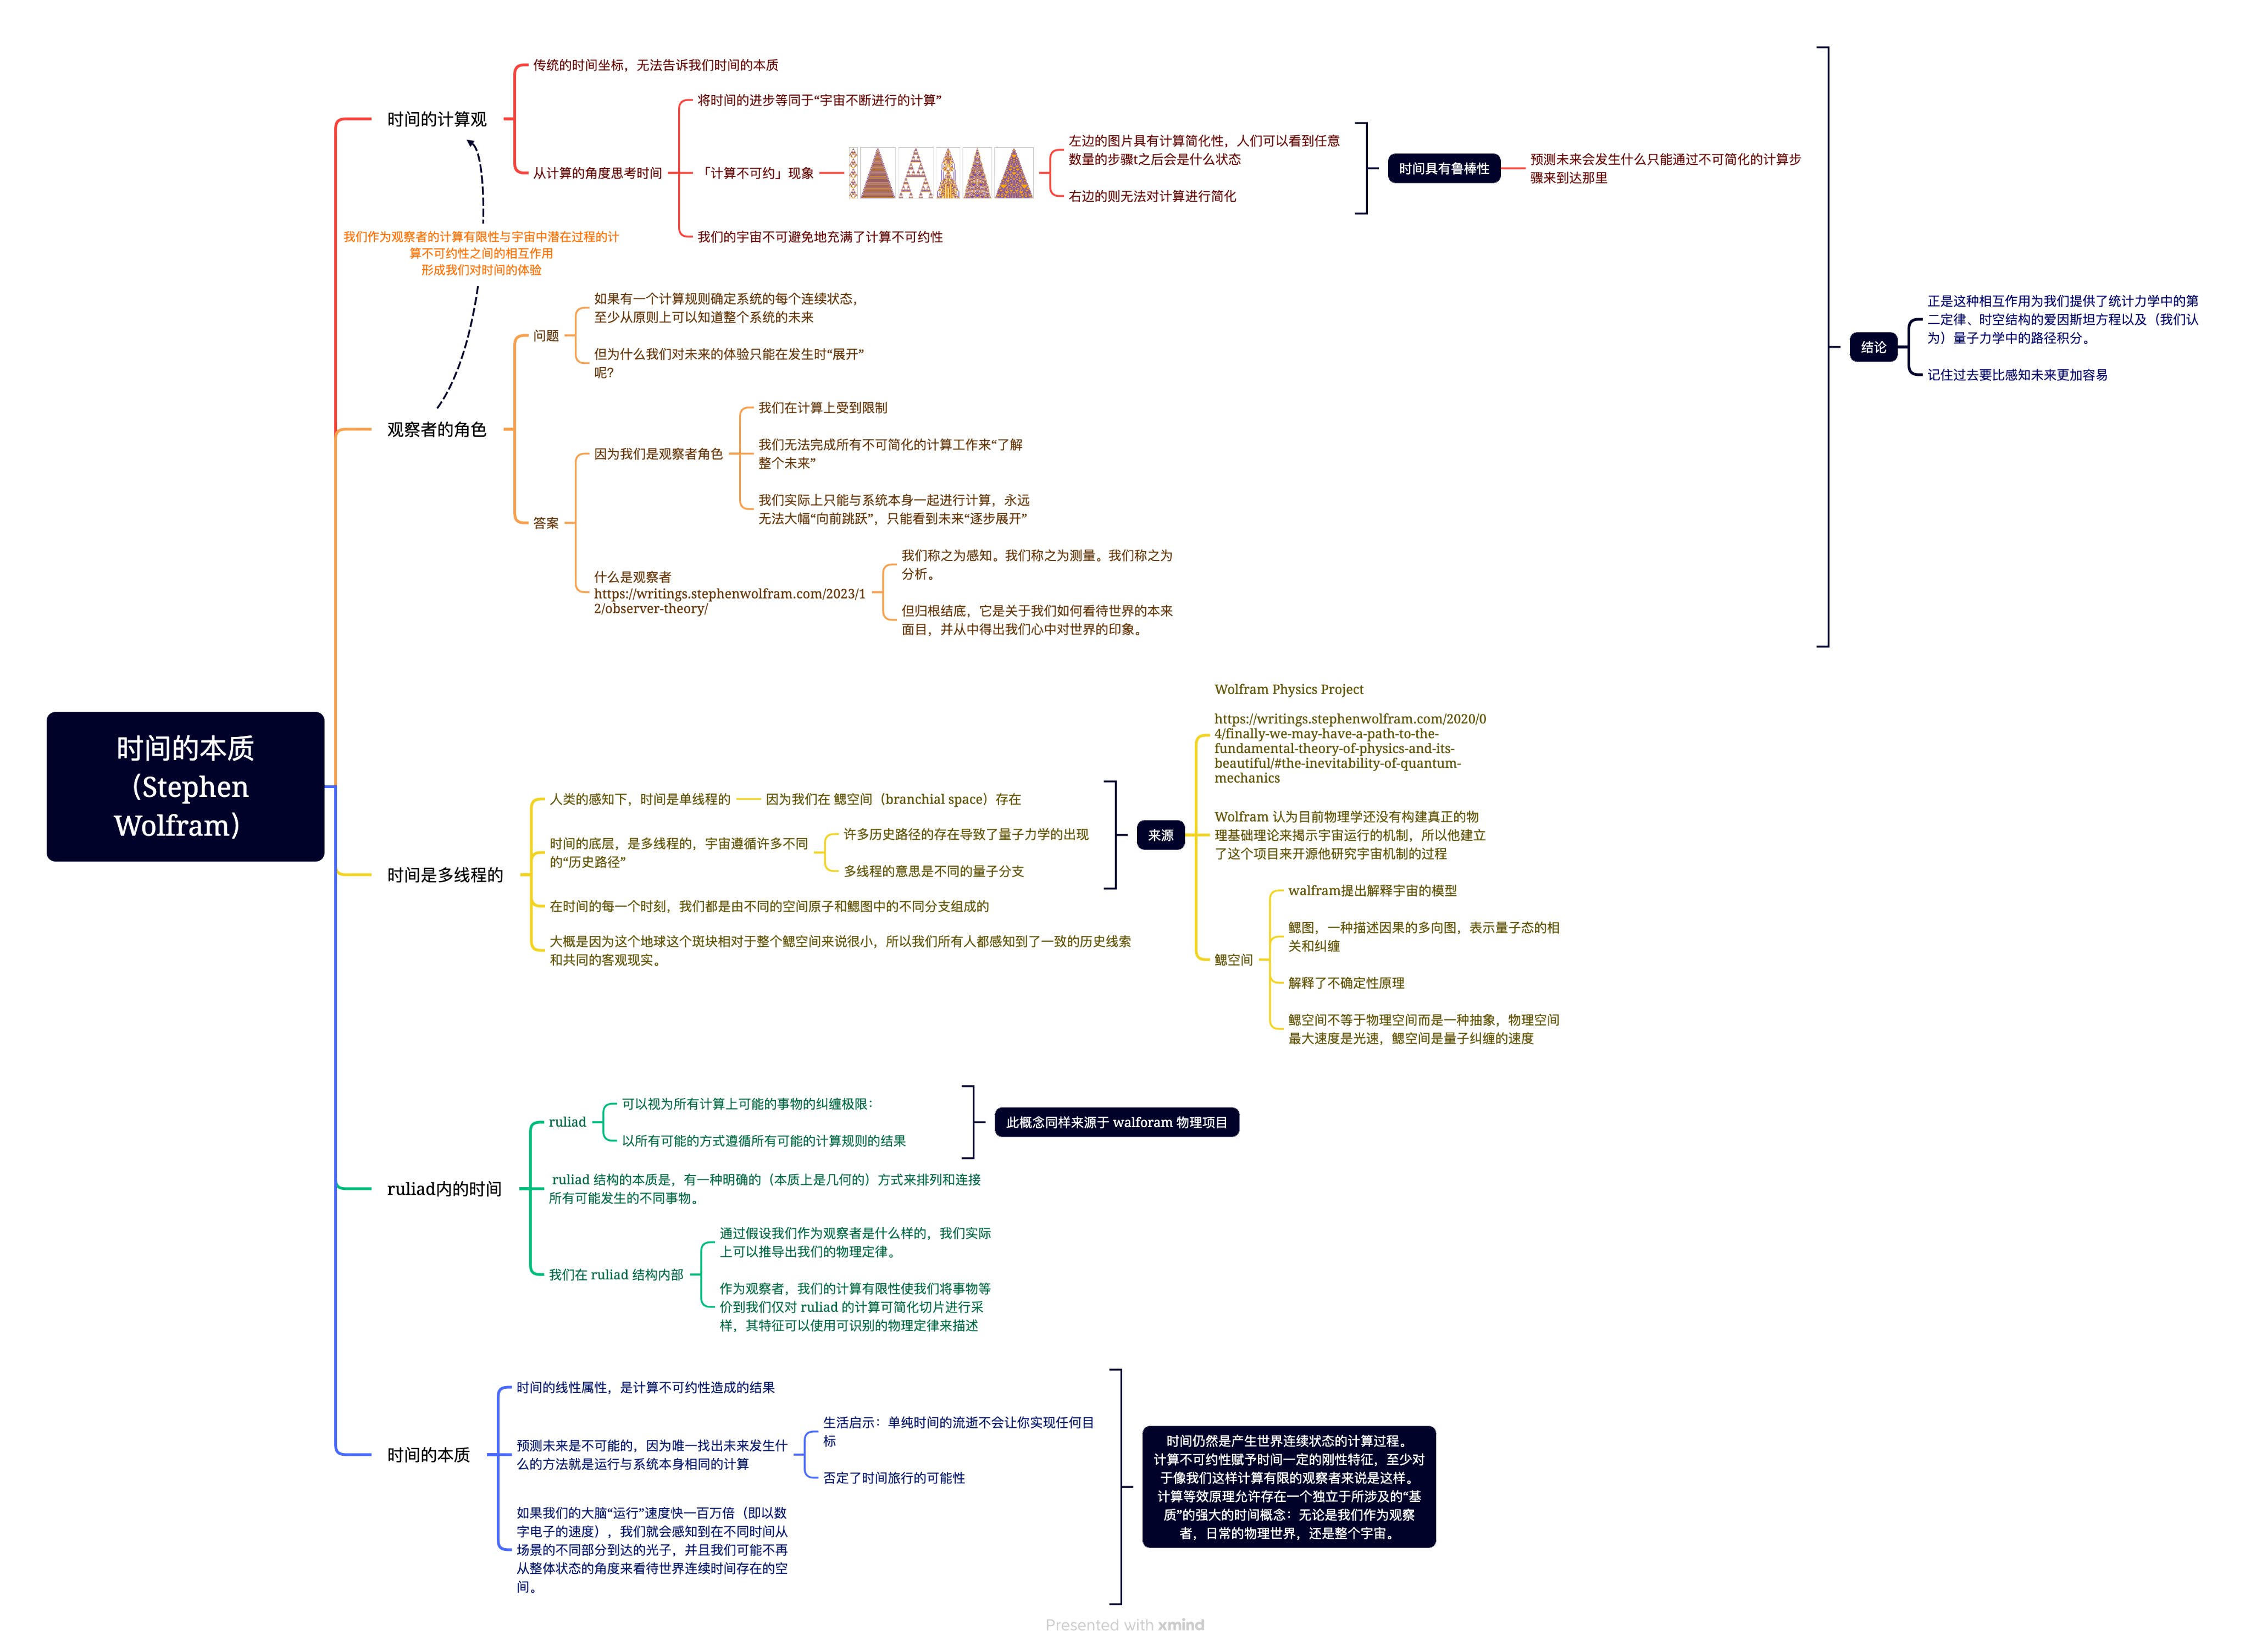 时间的本质
（Stephen
Wolfram）
时间的计算观
传统的时间坐标，无法告诉我们时间的本质
从计算的角度思考时间
将时间的进步等同于“宇宙不断进行的计算”
「计算不可约」现象
左边的图片具有计算简化性，人们可以看到任意
数量的步骤t之后会是什么状态
右边的则无法对计算进行简化
时间具有鲁棒性
预测未来会发生什么只能通过不可简化的计算步
骤来到达那里
我们的宇宙不可避免地充满了计算不可约性
我们作为观察者的计算有限性与宇宙中潜在过程的计
算不可约性之间的相互作用
形成我们对时间的体验
观察者的角色
问题
如果有一个计算规则确定系统的每个连续状态，
至少从原则上可以知道整个系统的未来
但为什么我们对未来的体验只能在发生时“展开”
呢？
答案
因为我们是观察者角色
我们在计算上受到限制
我们无法完成所有不可简化的计算工作来“了解
整个未来”
我们实际上只能与系统本身一起进行计算，永远
无法大幅“向前跳跃”，只能看到未来“逐步展开”
什么是观察者
https://writings.stephenwolfram.com/2023/1
2/observer-theory/
我们称之为感知。我们称之为测量。我们称之为
分析。
但归根结底，它是关于我们如何看待世界的本来
面目，并从中得出我们心中对世界的印象。
结论
正是这种相互作用为我们提供了统计力学中的第
二定律、时空结构的爱因斯坦方程以及（我们认
为）量子力学中的路径积分。
记住过去要比感知未来更加容易
时间是多线程的
人类的感知下，时间是单线程的
因为我们在 鳃空间（branchial space）存在
时间的底层，是多线程的，宇宙遵循许多不同
的“历史路径”
许多历史路径的存在导致了量子力学的出现
多线程的意思是不同的量子分支
在时间的每一个时刻，我们都是由不同的空间原子和鳃图中的不同分支组成的
大概是因为这个地球这个斑块相对于整个鳃空间来说很小，所以我们所有人都感知到了一致的历史线索
和共同的客观现实。
来源
Wolfram Physics Project
https://writings.stephenwolfram.com/2020/0
4/finally-we-may-have-a-path-to-the-
fundamental-theory-of-physics-and-its-
beautiful/#the-inevitability-of-quantum-
mechanics
Wolfram 认为目前物理学还没有构建真正的物
理基础理论来揭示宇宙运行的机制，所以他建立
了这个项目来开源他研究宇宙机制的过程
鳃空间
walfram提出解释宇宙的模型
鳃图，一种描述因果的多向图，表示量子态的相
关和纠缠
解释了不确定性原理
鳃空间不等于物理空间而是一种抽象，物理空间
最大速度是光速，鳃空间是量子纠缠的速度
ruliad内的时间
ruliad
可以视为所有计算上可能的事物的纠缠极限：
以所有可能的方式遵循所有可能的计算规则的结果
此概念同样来源于 walforam 物理项目
ruliad 结构的本质是，有一种明确的（本质上是几何的）方式来排列和连接
所有可能发生的不同事物。
我们在 ruliad 结构内部
通过假设我们作为观察者是什么样的，我们实际
上可以推导出我们的物理定律。
作为观察者，我们的计算有限性使我们将事物等
价到我们仅对 ruliad 的计算可简化切片进行采
样，其特征可以使用可识别的物理定律来描述
时间的本质
时间的线性属性，是计算不可约性造成的结果
预测未来是不可能的，因为唯一找出未来发生什
么的方法就是运行与系统本身相同的计算
生活启示：单纯时间的流逝不会让你实现任何目
标
否定了时间旅行的可能性
如果我们的大脑“运行”速度快一百万倍（即以数
字电子的速度），我们就会感知到在不同时间从
场景的不同部分到达的光子，并且我们可能不再
从整体状态的角度来看待世界连续时间存在的空
间。
时间仍然是产生世界连续状态的计算过程。
计算不可约性赋予时间一定的刚性特征，至少对
于像我们这样计算有限的观察者来说是这样。
计算等效原理允许存在一个独立于所涉及的“基
质”的强大的时间概念：无论是我们作为观察
者，日常的物理世界，还是整个宇宙。
Presented with xmind